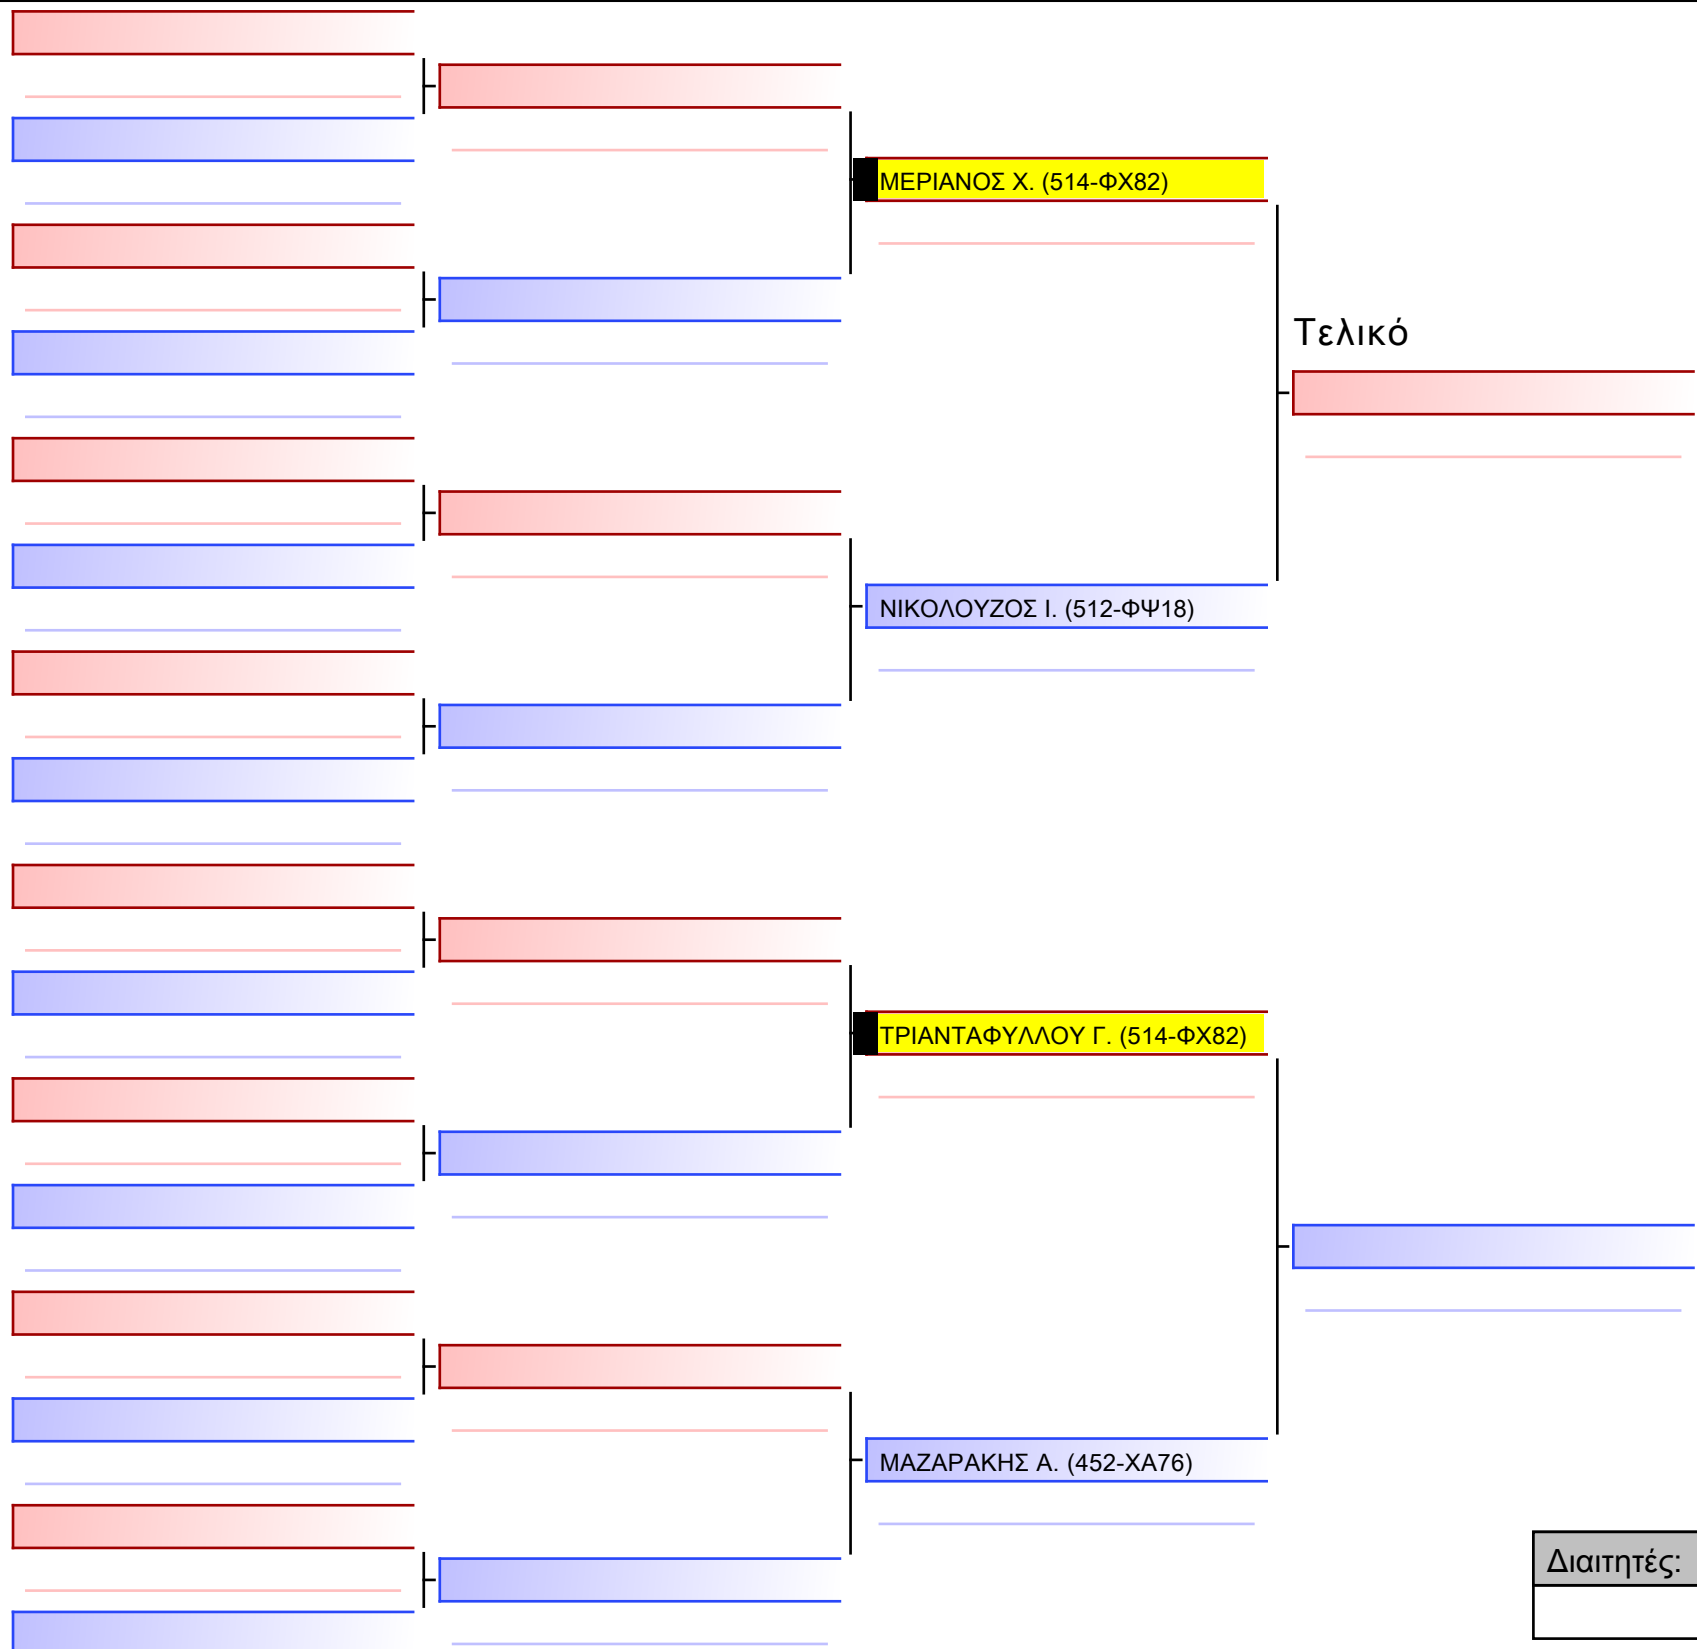 ΜΕΡΙΑΝΟΣ Χ. (514-ΦΧ82)
Τελικό
ΝΙΚΟΛΟΥΖΟΣ Ι. (512-ΦΨ18)
ΤΡΙΑΝΤΑΦΥΛΛΟΥ Γ. (514-ΦΧ82)
ΜΑΖΑΡΑΚΗΣ Α. (452-ΧΑ76)
Διαιτητές: